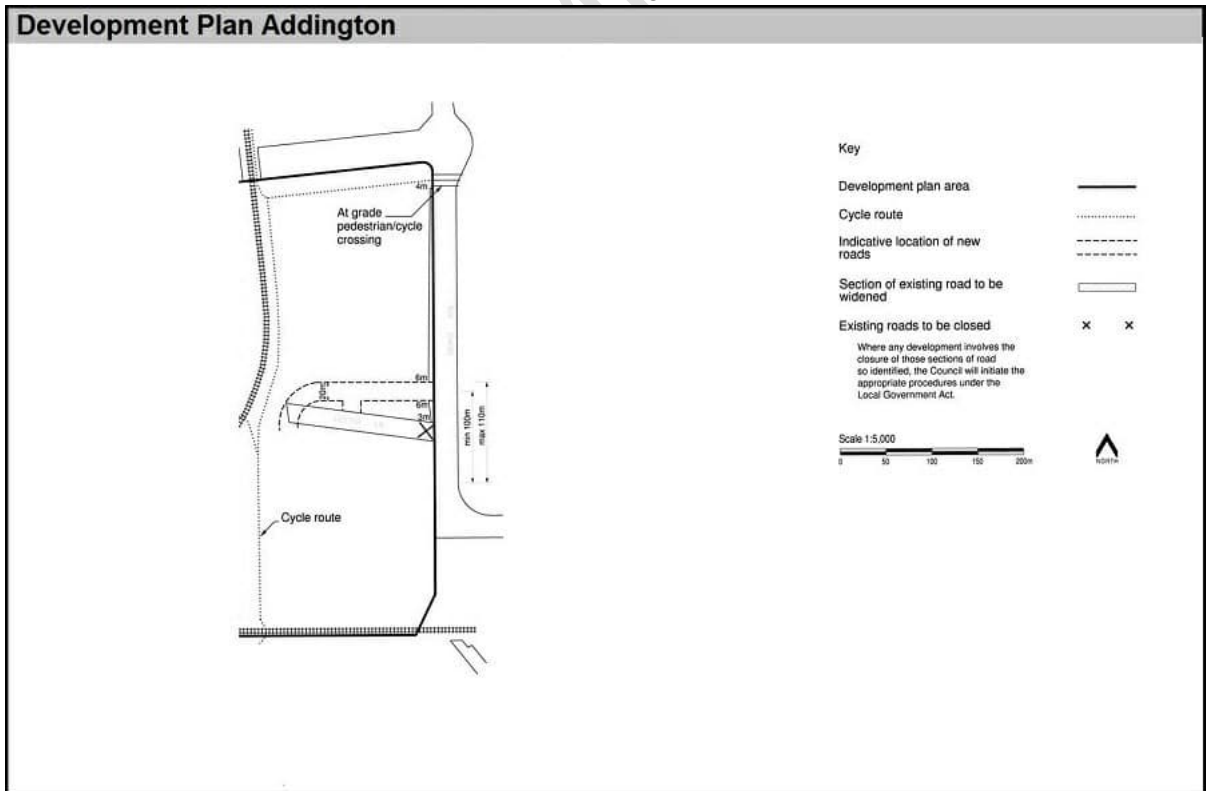 Development Plan Addington
4m
At grade
pedestrian/cycle
crossing
6m
20m
6m
3m
min 100m
max 110m
Cycle route
Key
Development plan area
Cycle route
Indicative location of new
roads
Section of existing road to be
widened
Existing roads to be closed
Where any development involves the
closure of those sections of road
so identified, the Council will initiate the
appropriate procedures under the
Local Government Act.
Scale 1:5,000
0 50 100 150 200m
NORTH